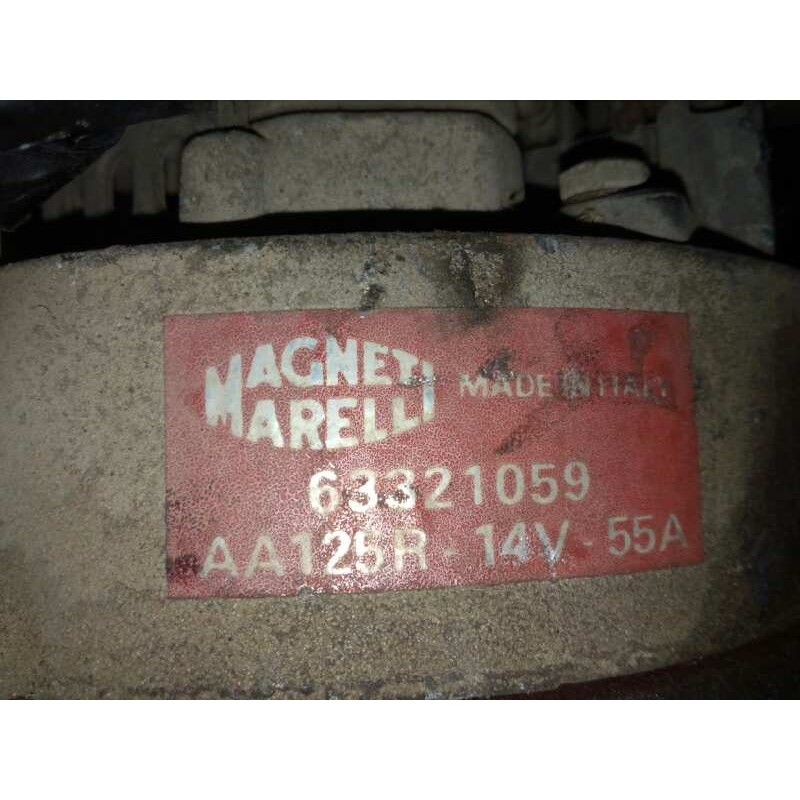 MAGNETI
MARELLI
MADE IN ITALY
63321059
AA125R - 14V - 55A